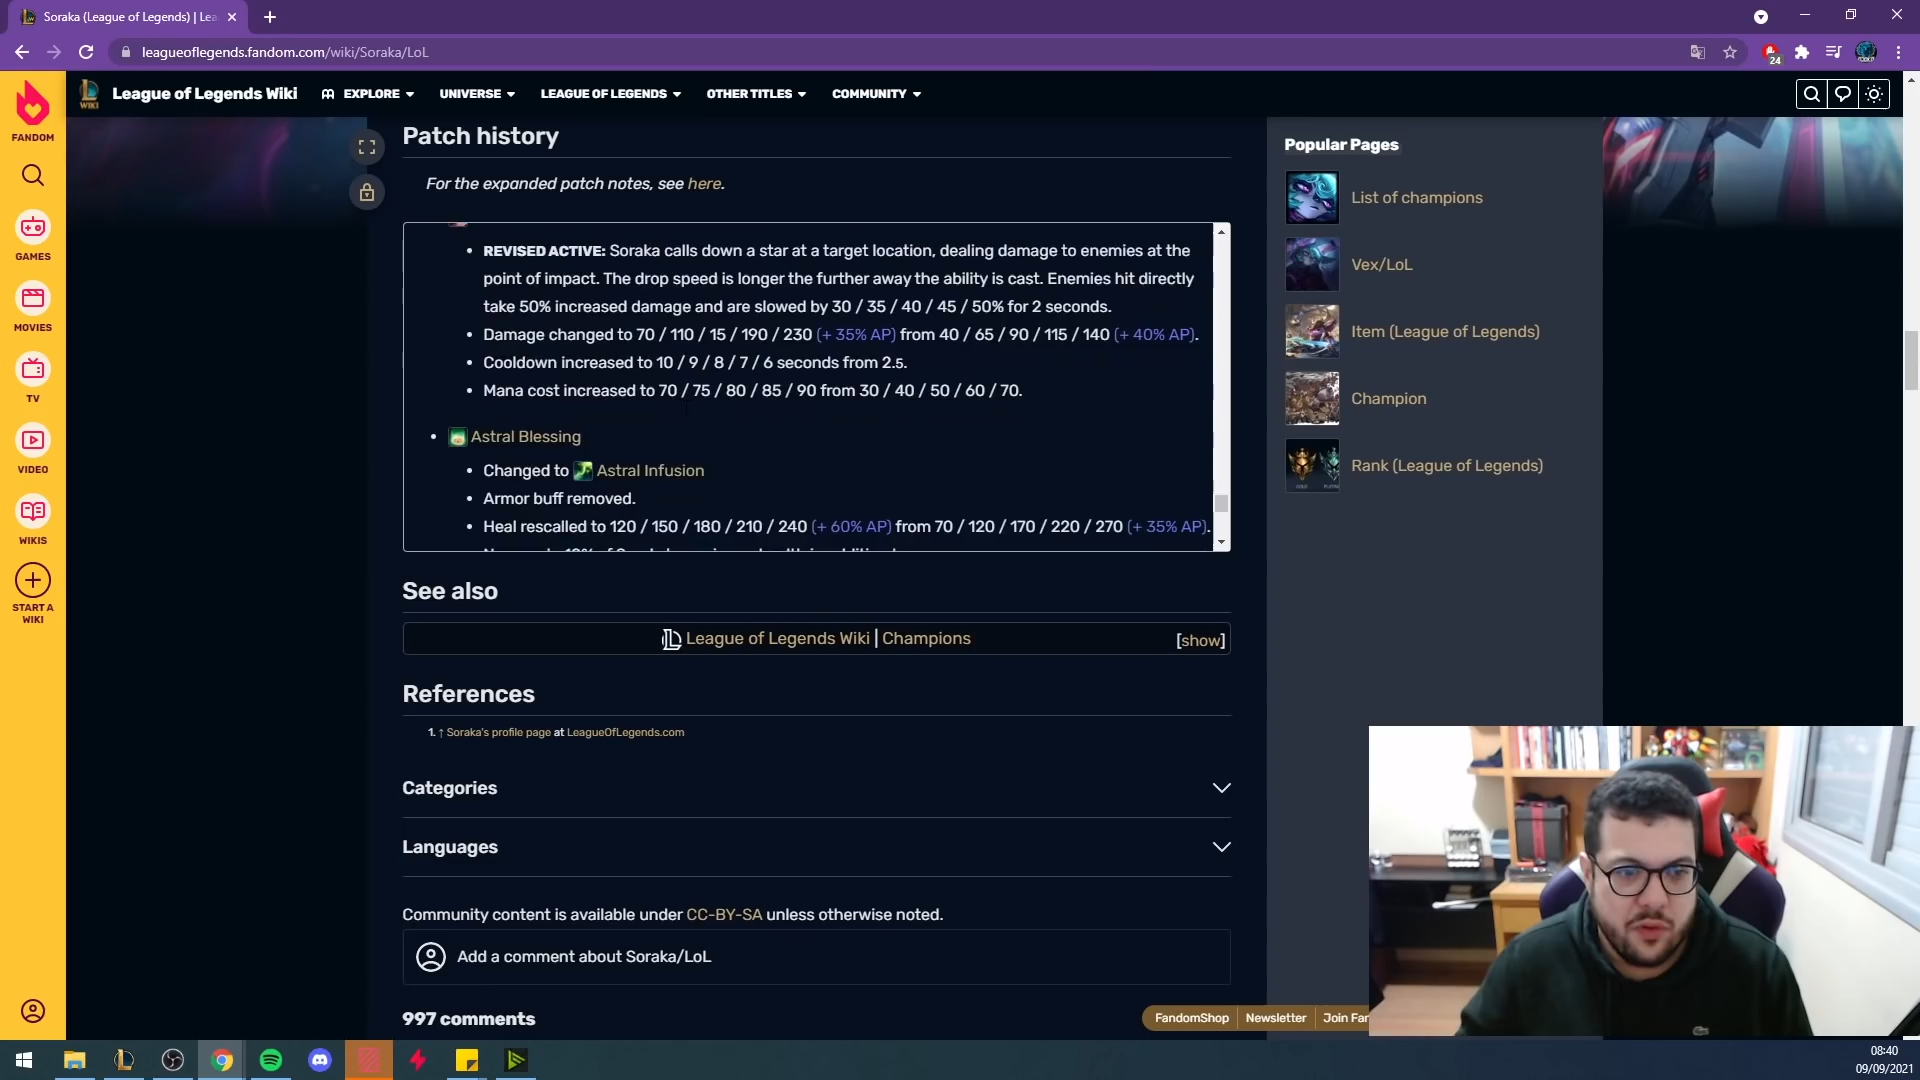 Soraka (League of Legends) | Lea
leagueoflegends.fandom.com/wiki/Soraka/LoL
24
FANDOM
GAMES
MOVIES
TV
VIDEO
WIKIS
START A
WIKI
WIKI
League of Legends Wiki
EXPLORE
UNIVERSE
LEAGUE OF LEGENDS
OTHER TITLES
COMMUNITY
Patch history
For the expanded patch notes, see here.
REVISED ACTIVE: Soraka calls down a star at a target location, dealing damage to enemies at the
point of impact. The drop speed is longer the further away the ability is cast. Enemies hit directly
take 50% increased damage and are slowed by 30 / 35 / 40 / 45 / 50% for 2 seconds.
Damage changed to 70 / 110 / 15 / 190 / 230 (+ 35% AP) from 40 / 65 / 90 / 115 / 140 (+ 40% AP).
Cooldown increased to 10 / 9 / 8 / 7 / 6 seconds from 2.5.
Mana cost increased to 70 / 75 / 80 / 85 / 90 from 30 / 40 / 50 / 60 / 70.
Astral Blessing
Changed to Astral Infusion
Armor buff removed.
Heal rescalled to 120 / 150 / 180 / 210 / 240 (+ 60% AP) from 70 / 120 / 170 / 220 / 270 (+ 35% AP).
See also
League of Legends Wiki | Champions
[show]
References
1. ↑ Soraka's profile page at LeagueOfLegends.com
Categories
Languages
Community content is available under CC-BY-SA unless otherwise noted.
Add a comment about Soraka/LoL
997 comments
Popular Pages
List of champions
Vex/LoL
Item (League of Legends)
Champion
Rank (League of Legends)
FandomShop
Newsletter
Join Fan
08:40
09/09/2021